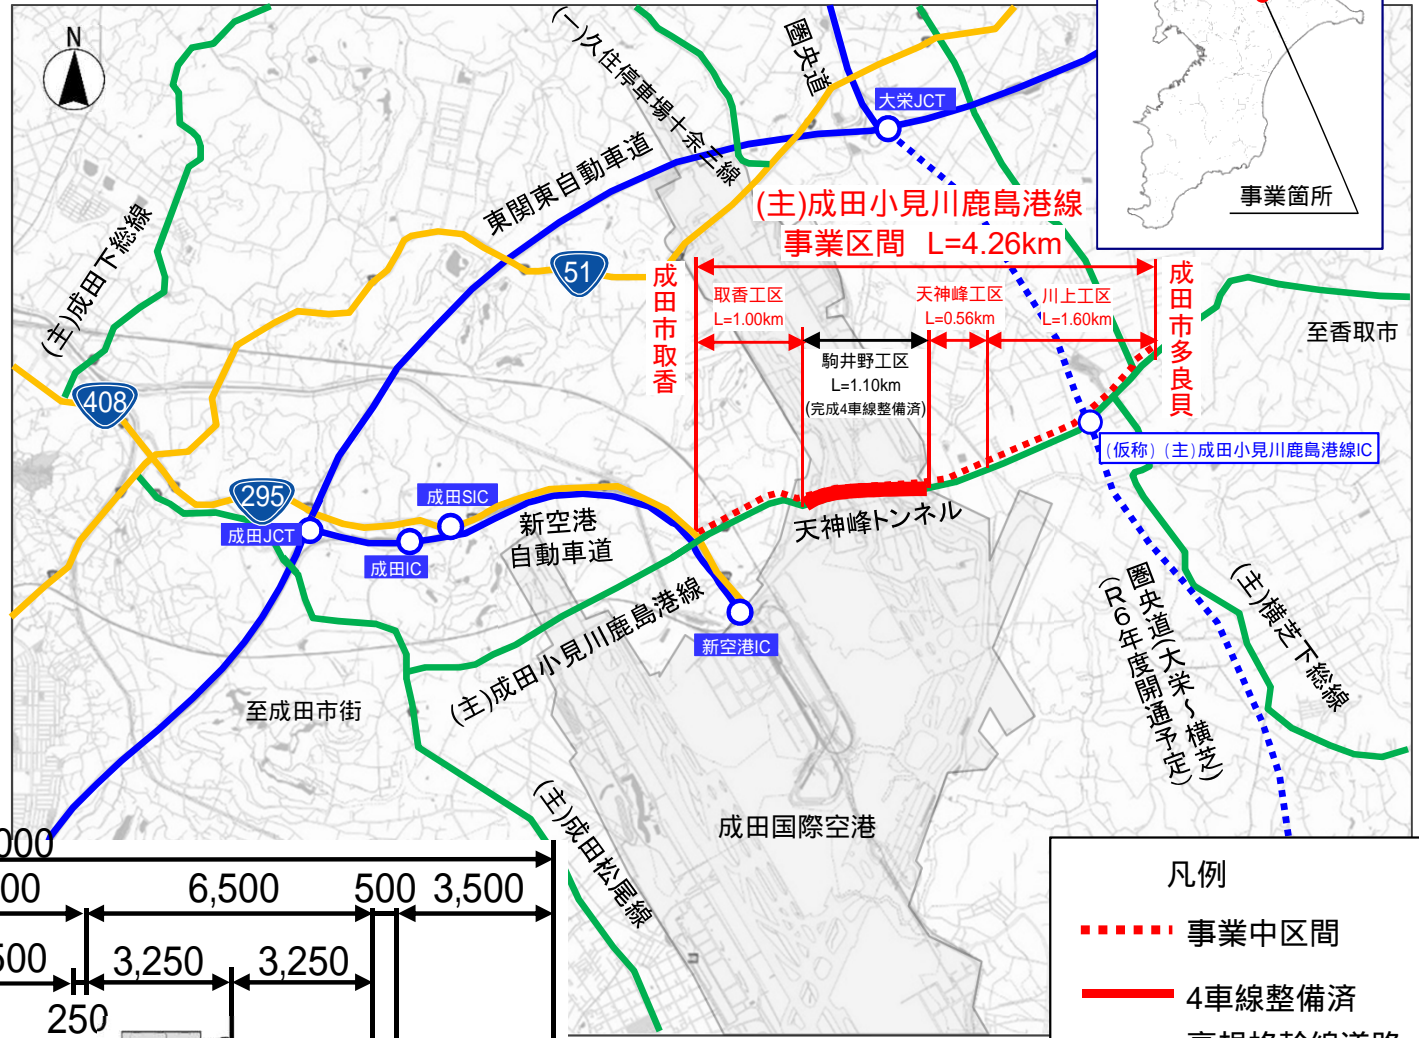 N
(一)久住停車場十余三線
圏央道
大栄JCT
事業箇所
東関東自動車道
(主)成田下総線
(主)成田小見川鹿島港線
事業区間 L=4.26km
51
成田市取香
取香工区
L=1.00km
天神峰工区
L=0.56km
川上工区
L=1.60km
成田市多良貝
至香取市
駒井野工区
L=1.10km
(完成4車線整備済)
408
(仮称)(主)成田小見川鹿島港線IC
295
成田SIC
成田JCT
成田IC
新空港
自動車道
天神峰トンネル
(主)成田小見川鹿島港線
新空港IC
圏央道(大栄~横芝)
(R6年度開通予定)
(主)横芝下総線
至成田市街
(主)成田松尾線
成田国際空港
000
00
6,500
500
3,500
500
3,250
3,250
250
凡例
事業中区間
4車線整備済